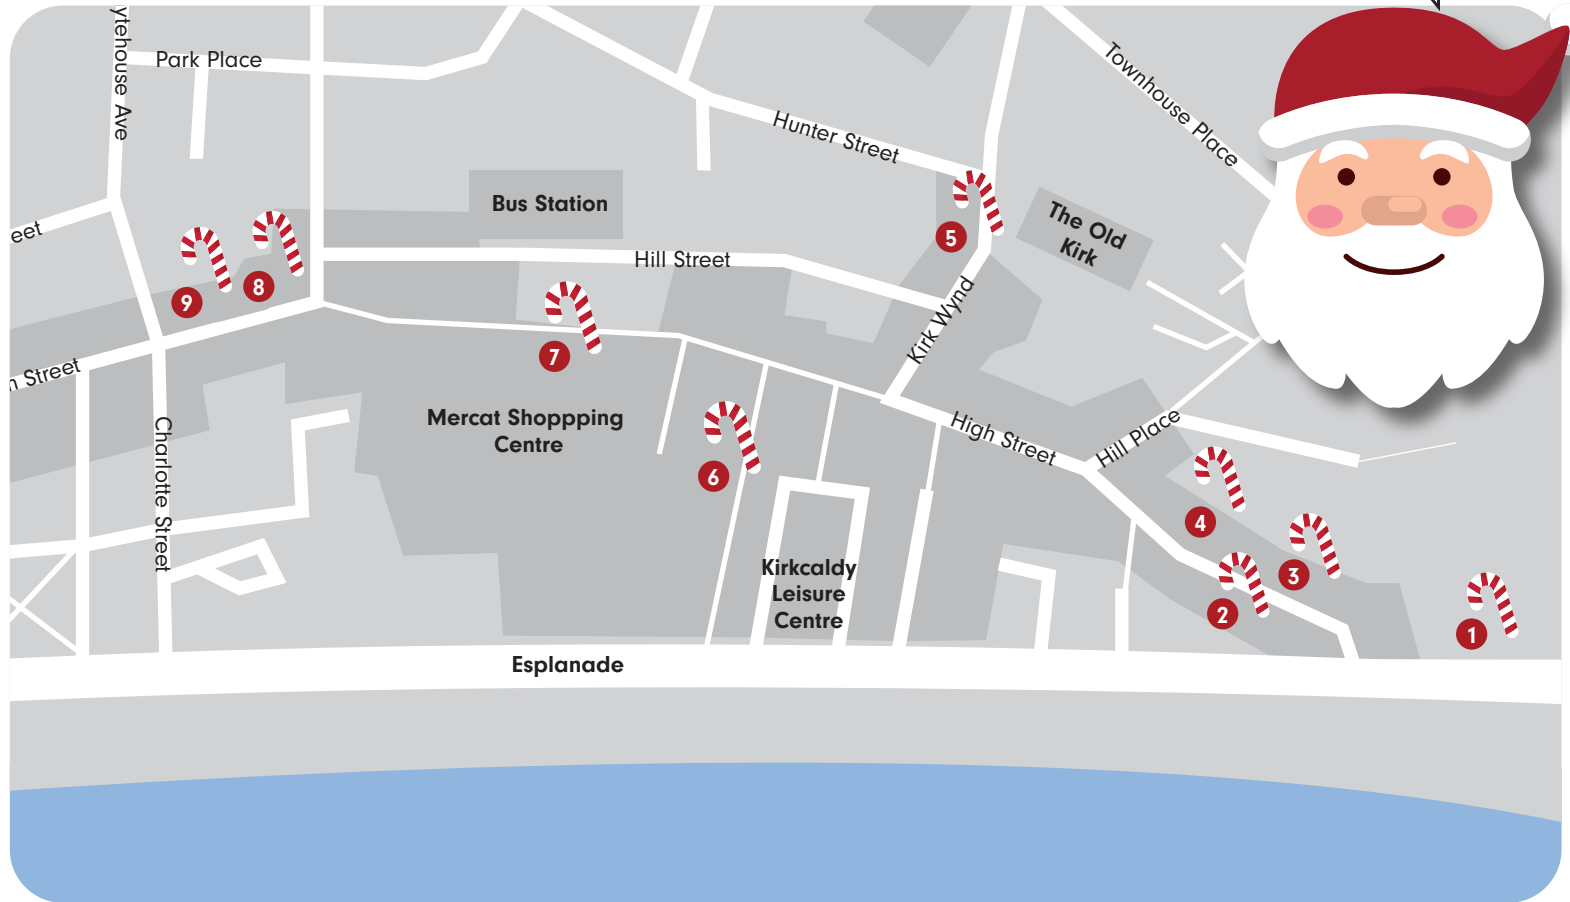 ytehouse Ave
Park Place
Townhouse Place
Hunter Street
Bus Station
The Old
Kirk
eet
Hill Street
5
8
9
7
Kirk Wynd
n Street
Mercat Shoppping
Centre
High Street
Hill Place
Charlotte Street
6
4
3
2
1
Kirkcaldy
Leisure
Centre
Esplanade